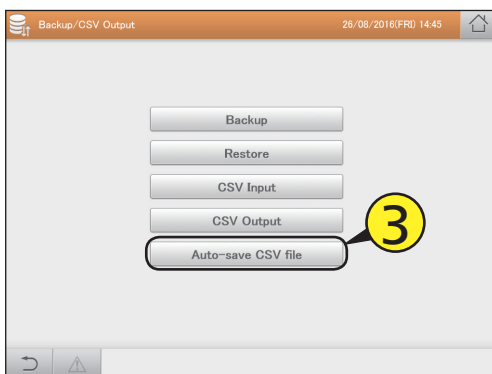 Backup/CSV Output 26/08/2016(FRI) 14:45
Backup
Restore
CSV Input
CSV Output
3
Auto-save CSV file